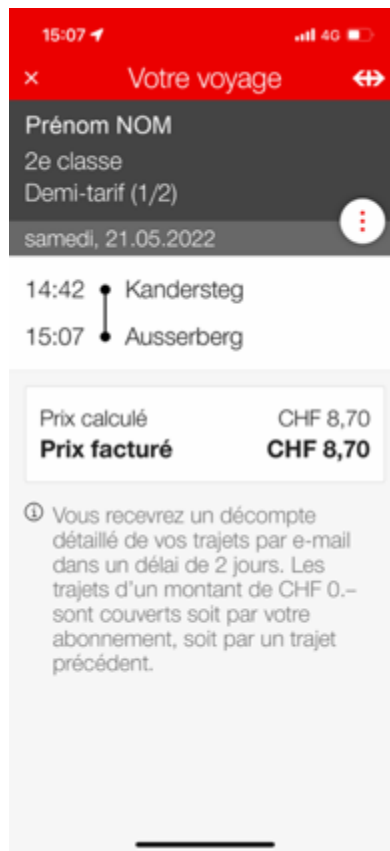 15:07 4G
× Votre voyage
Prénom NOM
2e classe
Demi-tarif (1/2)
samedi, 21.05.2022
14:42 Kandersteg
15:07 Ausserberg
Prix calculé CHF 8,70
Prix facturé CHF 8,70
Vous recevrez un décompte
détaillé de vos trajets par e-mail
dans un délai de 2 jours. Les
trajets d'un montant de CHF 0.–
sont couverts soit par votre
abonnement, soit par un trajet
précédent.